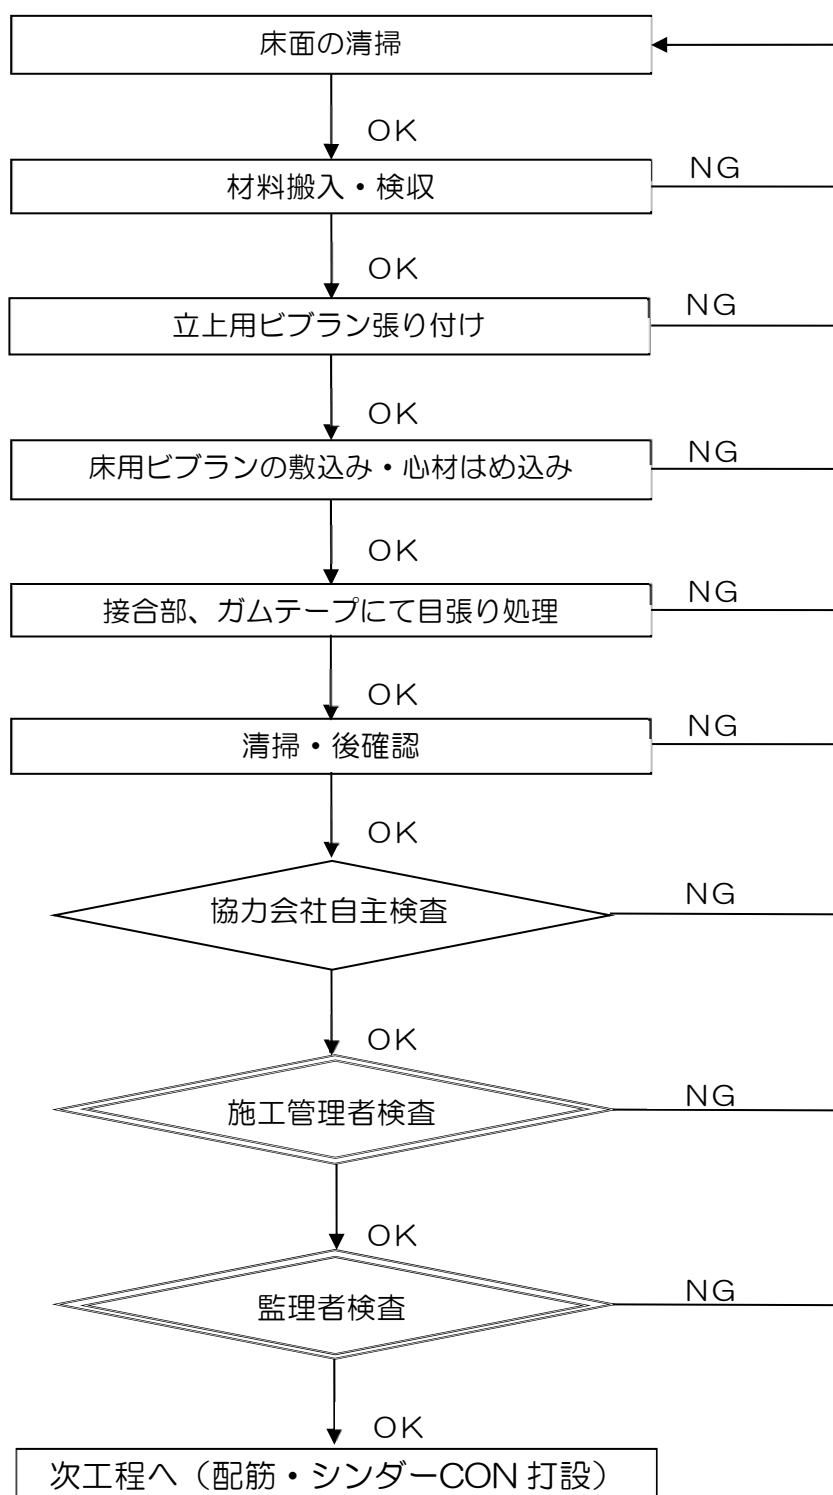 床面の清掃
OK
材料搬入・検収
NG
OK
立上用ビブラン張り付け
NG
OK
床用ビブランの敷込み・心材はめ込み
NG
OK
接合部、ガムテープにて目張り処理
NG
OK
清掃・後確認
NG
OK
協力会社自主検査
NG
OK
施工管理者検査
NG
OK
監理者検査
NG
OK
次工程へ（配筋・シンダーCON 打設）